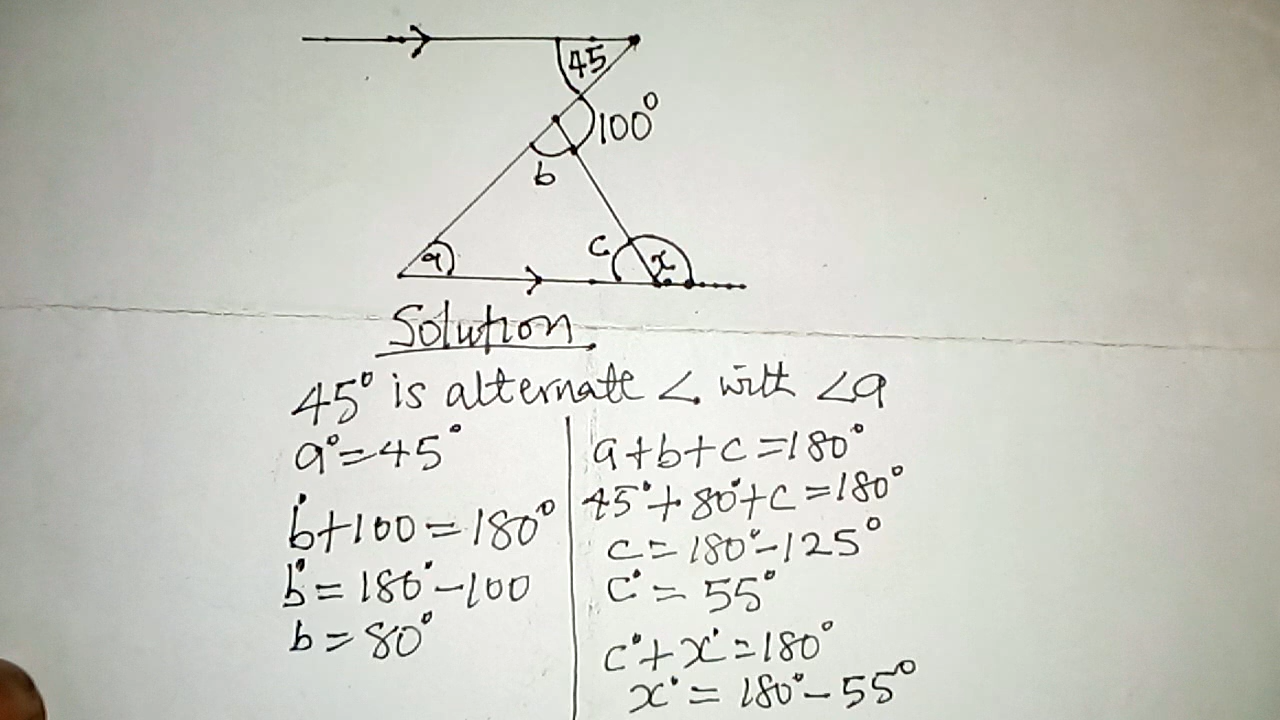 45
100°
b
a
c
x
Solution
45° is alternate ∠. with ∠a
a° = 45°
b° + 100 = 180°
b° = 180° - 100
b = 80°
a + b + c = 180°
45° + 80° + c = 180°
c = 180° - 125°
c° = 55°
c° + x° = 180°
x° = 180° - 55°